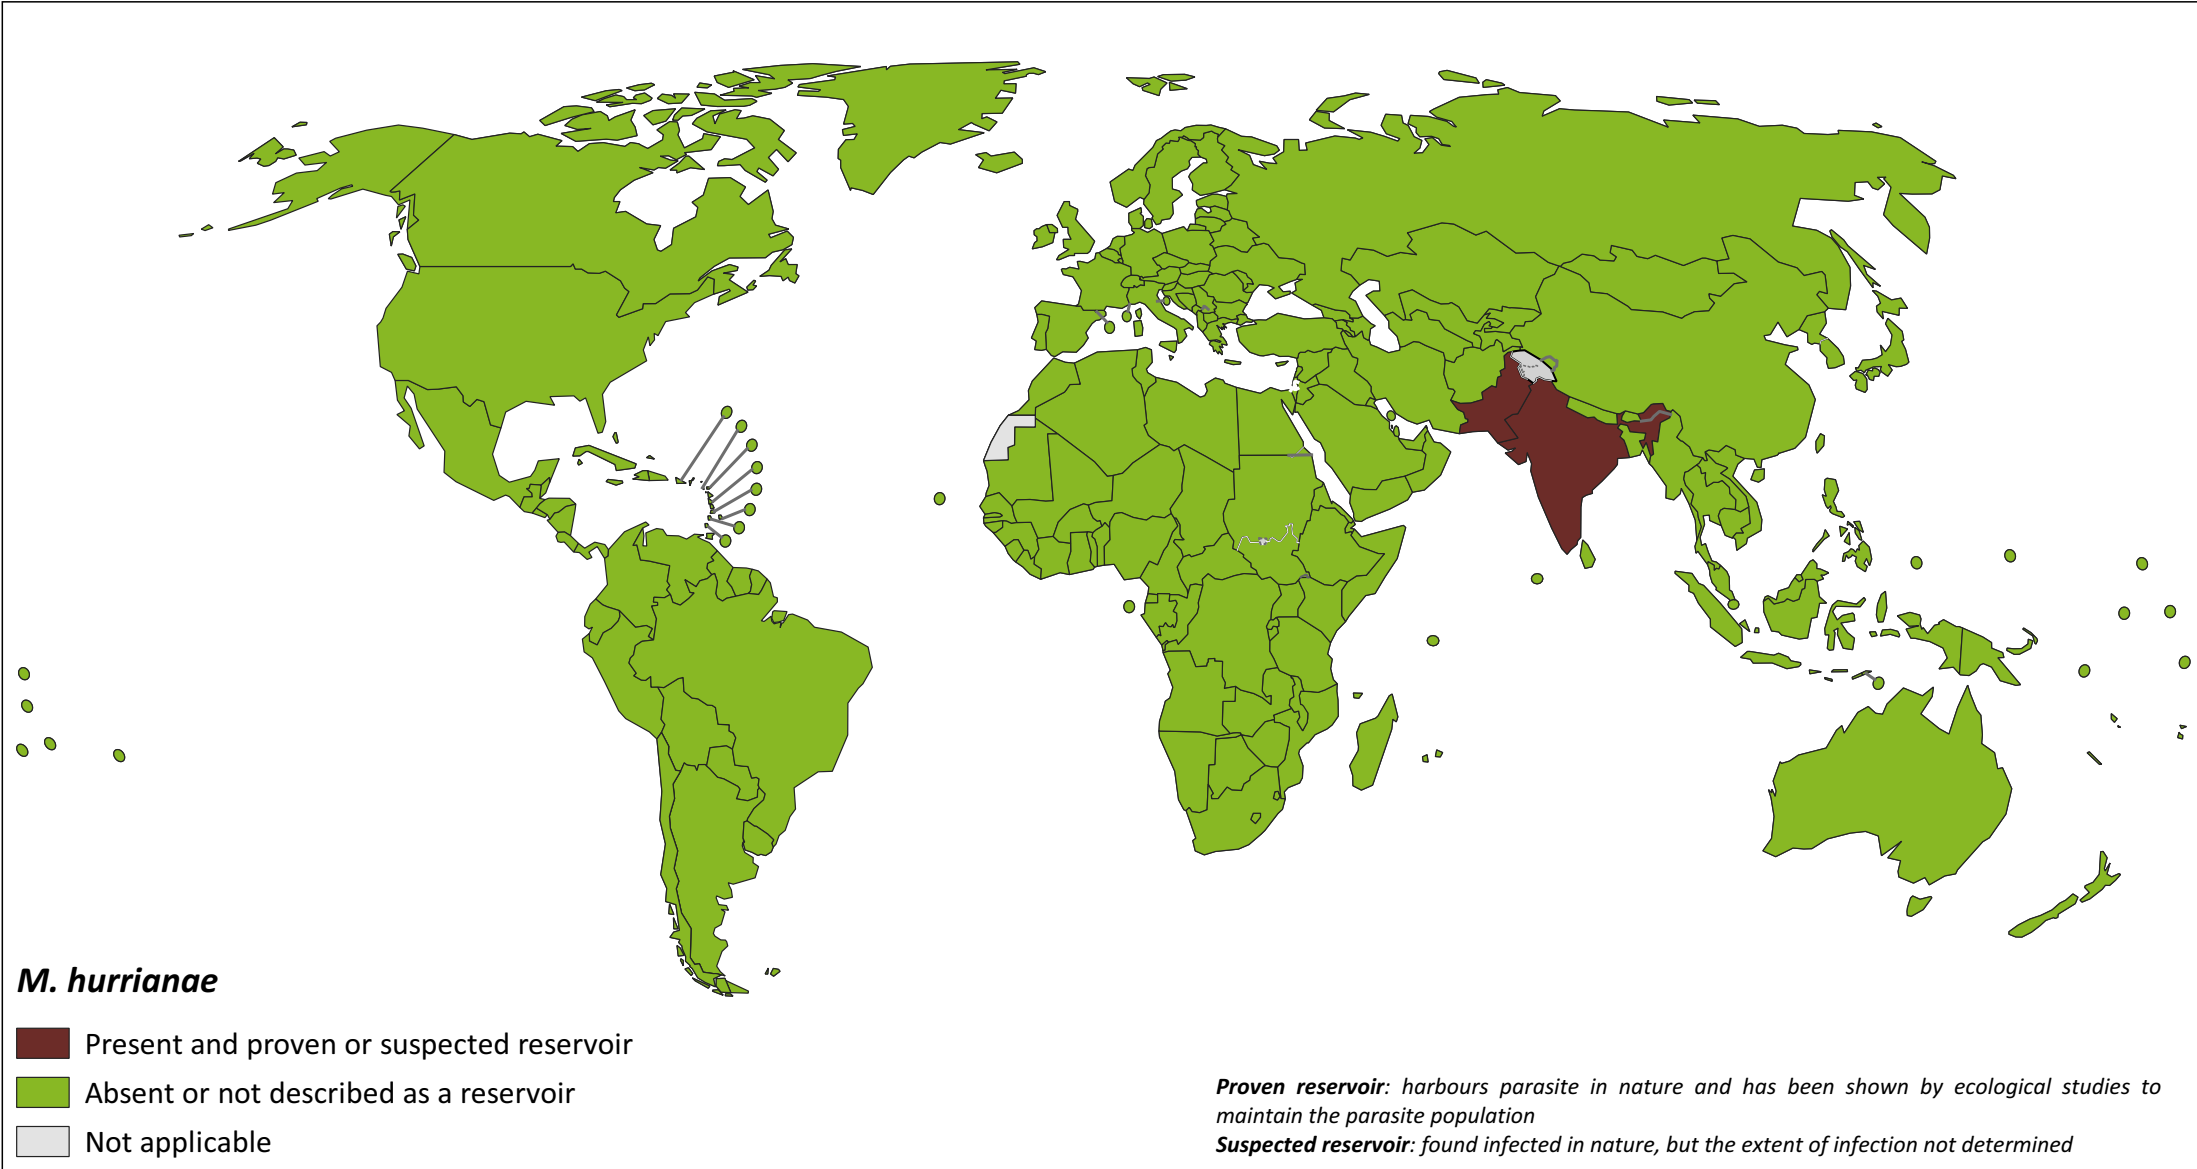 M. hurrianae
Present and proven or suspected reservoir
Absent or not described as a reservoir
Not applicable
Proven reservoir: harbours parasite in nature and has been shown by ecological studies to
maintain the parasite population
Suspected reservoir: found infected in nature, but the extent of infection not determined